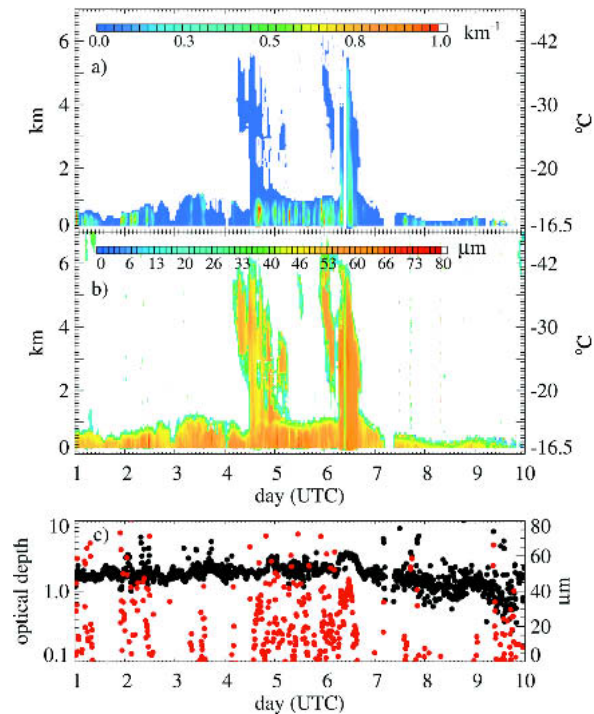 0.0 0.3 0.5 0.8 1.0 km⁻¹
6 -42
a)
4 -30
km °C
2 -20
0 -16.5
0 6 13 20 26 33 40 46 53 60 66 73 80 μm
6 -42
b)
4 -30
km °C
2 -20
0 -16.5
1 2 3 4 5 6 7 8 9 10
day (UTC)
10 c) 80
60
optical depth 1.0 40 μm
20
0.1 0
1 2 3 4 5 6 7 8 9 10
day (UTC)